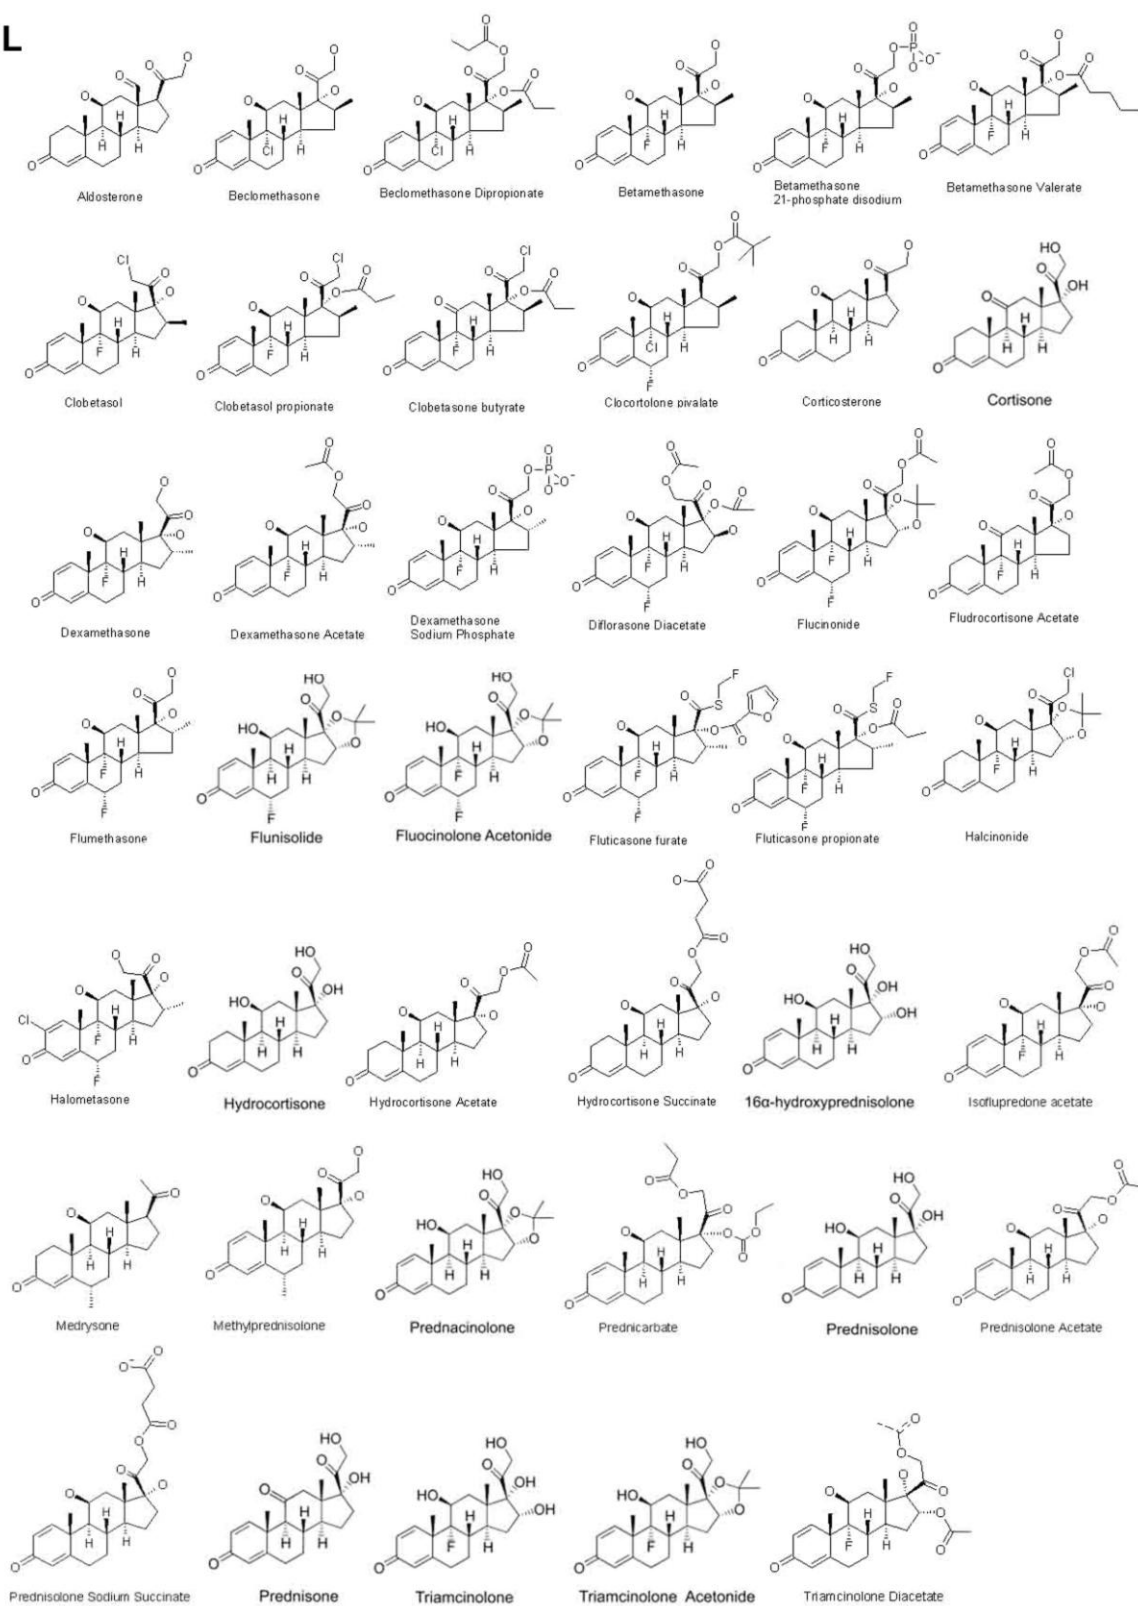 L
Aldosterone
Beclomethasone
Beclomethasone Dipropionate
Betamethasone
Betamethasone
21-phosphate disodium
Betamethasone Valerate
Clobetasol
Clobetasol propionate
Clobetasone butyrate
Clocortolone pivalate
Corticosterone
Cortisone
Dexamethasone
Dexamethasone Acetate
Dexamethasone
Sodium Phosphate
Diflorasone Diacetate
Flucinonide
Fludrocortisone Acetate
Flumethasone
Flunisolide
Fluocinolone Acetonide
Fluticasone furate
Fluticasone propionate
Halcinonide
Halometasone
Hydrocortisone
Hydrocortisone Acetate
Hydrocortisone Succinate
16α-hydroxyprednisolone
Isoflupredone acetate
Medrysone
Methylprednisolone
Prednacinolone
Prednicarbate
Prednisolone
Prednisolone Acetate
Prednisolone Sodium Succinate
Prednisone
Triamcinolone
Triamcinolone Acetonide
Triamcinolone Diacetate